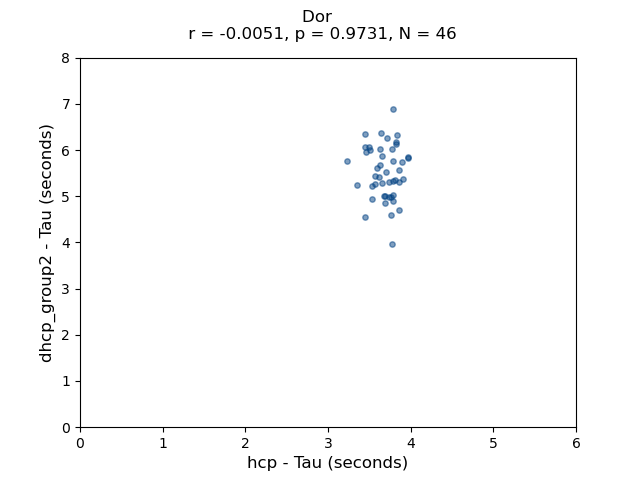 Dor
r = -0.0051, p = 0.9731, N = 46
8
7
6
5
4
3
2
1
0
dhcp_group2 - Tau (seconds)
0 1 2 3 4 5 6
hcp - Tau (seconds)